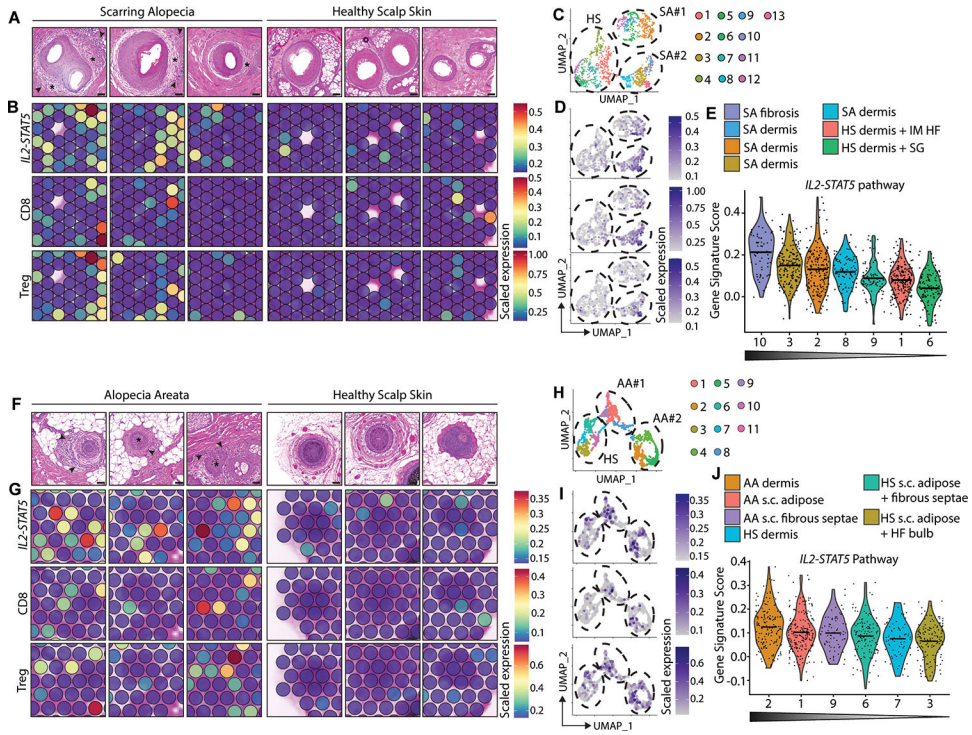 A
Scarring Alopecia
Healthy Scalp Skin
B
IL2-STAT5
CD8
Treg
0.5
0.4
0.3
0.2
0.1
0.5
0.4
0.3
0.2
0.1
1.00
0.75
0.50
0.25
Scaled expression
C
HS
SA#1
SA#2
UMAP_2
UMAP_1
1 5 9 13
2 6 10
3 7 11
4 8 12
D
0.5
0.4
0.3
0.2
0.1
1.00
0.75
0.50
0.25
0.5
0.4
0.3
0.2
0.1
Scaled expression
UMAP_2
UMAP_1
E
SA fibrosis
SA dermis
SA dermis
SA dermis
SA dermis
HS dermis + IM HF
HS dermis + SG
IL2-STAT5 pathway
Gene Signature Score
0.4
0.2
0.0
10 3 2 8 9 1 6
F
Alopecia Areata
Healthy Scalp Skin
G
IL2-STAT5
CD8
Treg
0.35
0.30
0.25
0.20
0.15
0.4
0.3
0.2
0.1
0.6
0.4
0.2
Scaled expression
H
AA#1
AA#2
HS
UMAP_2
UMAP_1
1 5 9
2 6 10
3 7 11
4 8
I
0.35
0.30
0.25
0.20
0.15
0.4
0.3
0.2
0.1
0.6
0.4
0.2
Scaled expression
UMAP_2
UMAP_1
J
AA dermis
AA s.c. adipose
AA s.c. fibrous septae
HS dermis
HS s.c. adipose
+ fibrous septae
HS s.c. adipose
+ HF bulb
IL2-STAT5 Pathway
Gene Signature Score
0.4
0.3
0.2
0.1
0.0
-0.1
2 1 9 6 7 3